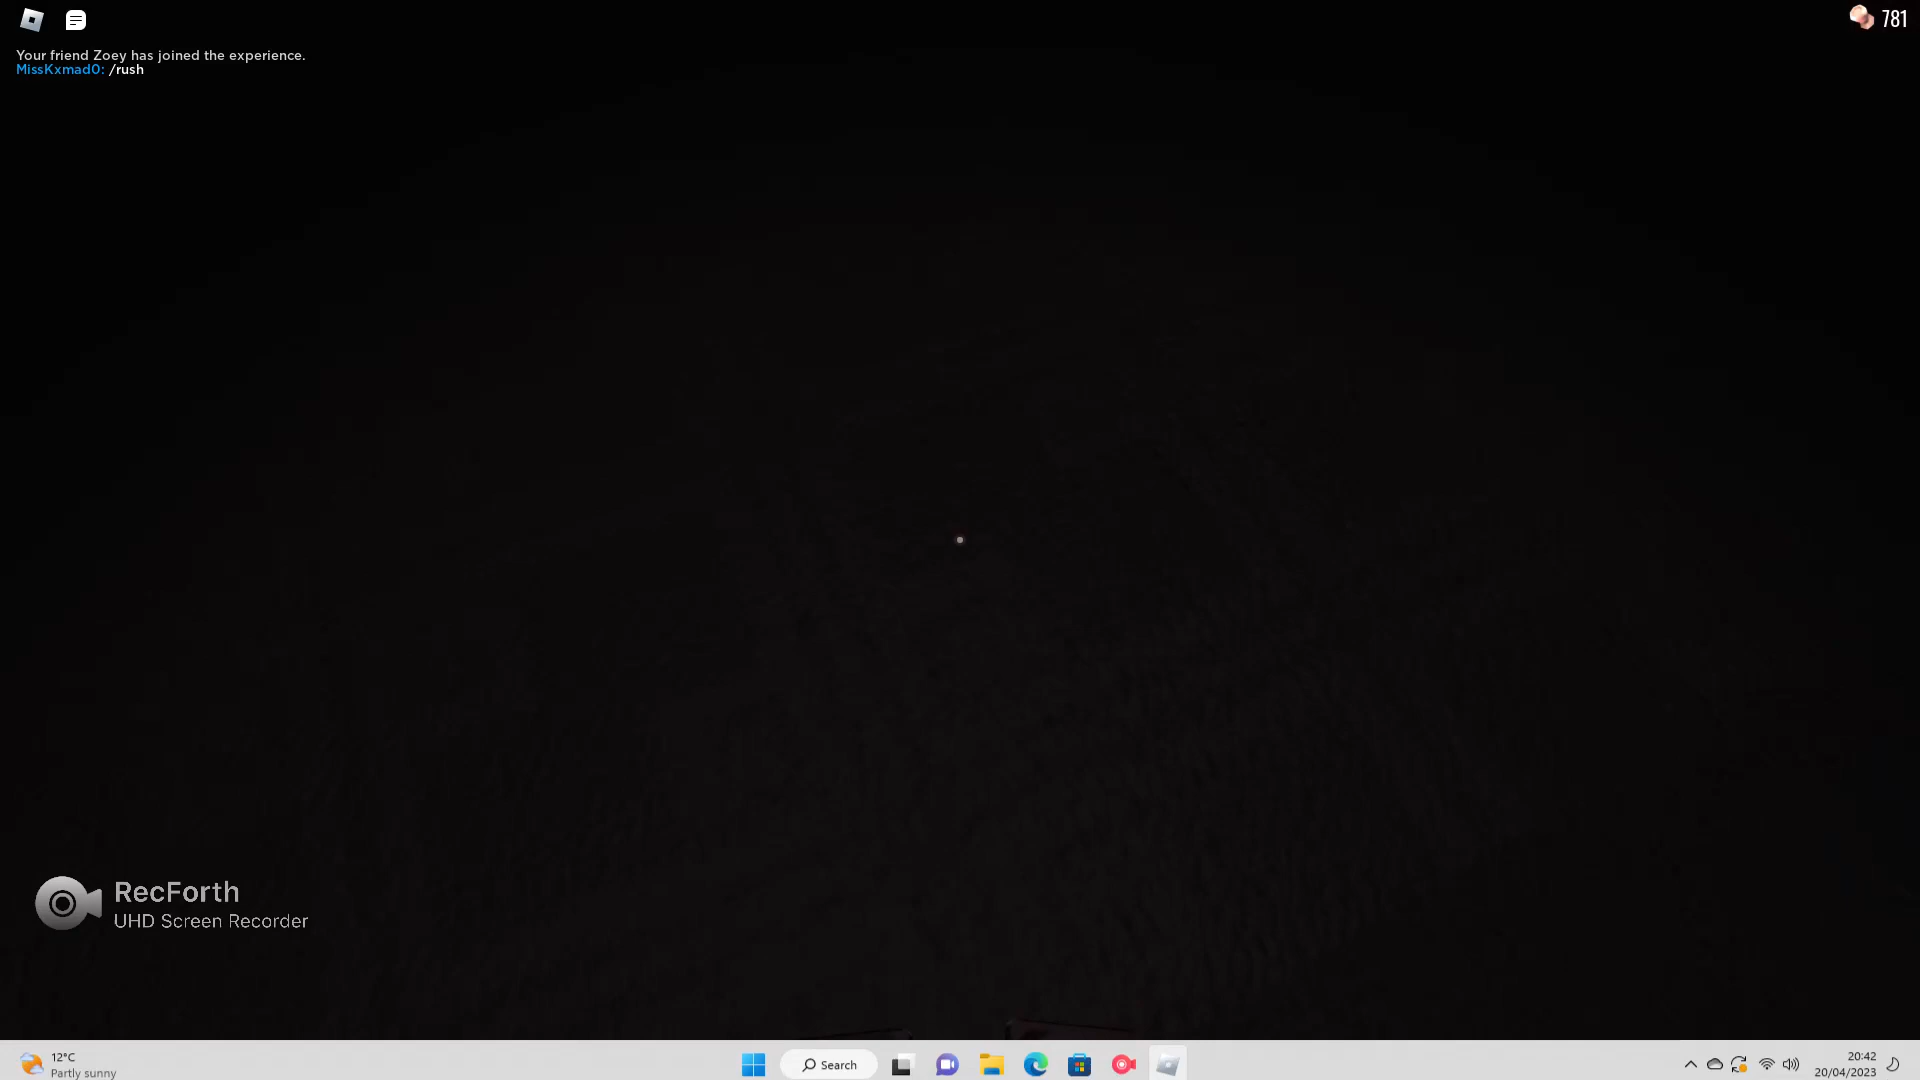 781
Your friend Zoey has joined the experience.
MissKxmad0: /rush
RecForth
UHD Screen Recorder
12°C
Partly sunny
Search
20:42
20/04/2023